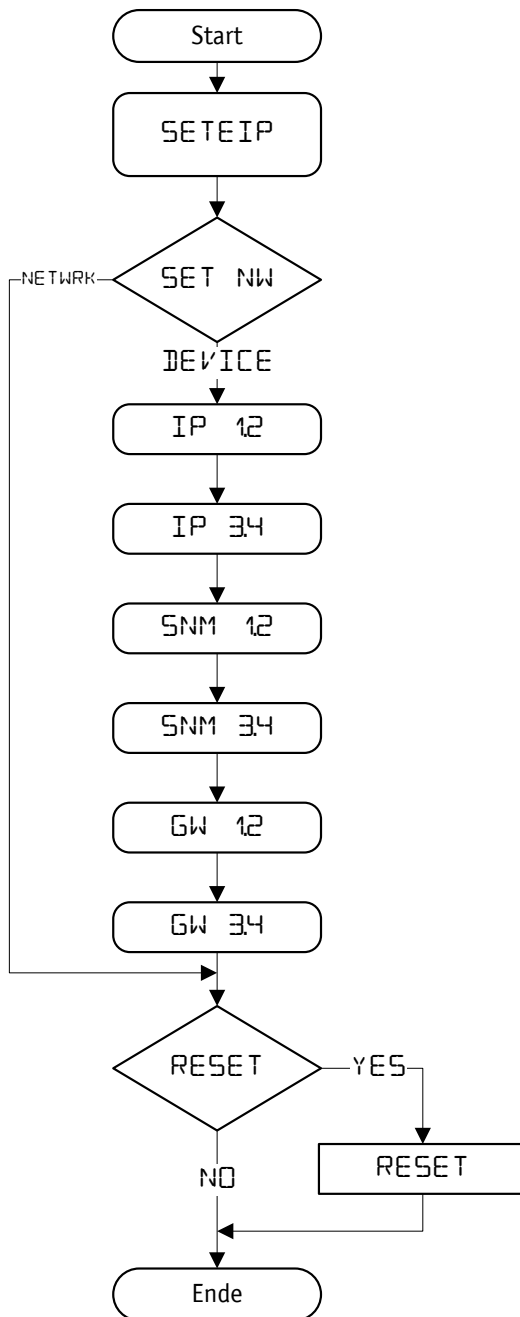 Start
SETEIP
NETWRK
SET NW
DEVICE
IP 1.2
IP 3.4
SNM 1.2
SNM 3.4
GW 1.2
GW 3.4
RESET
YES
RESET
NO
Ende